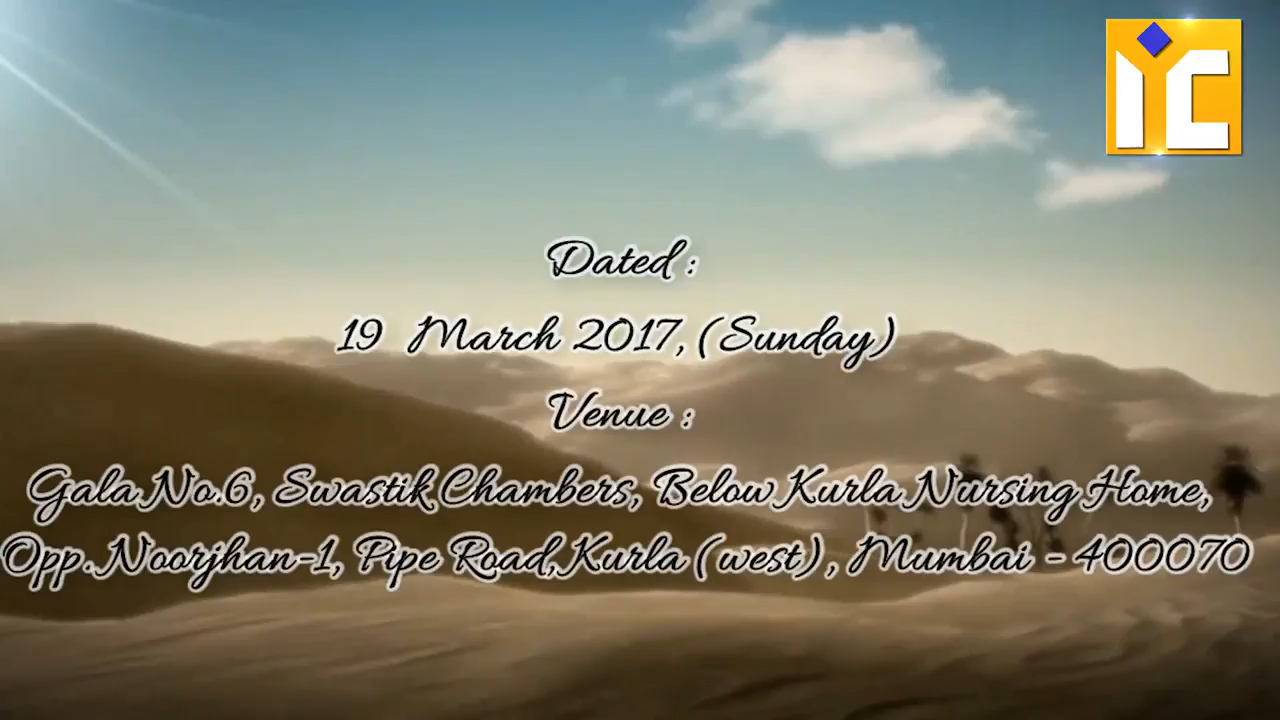 IYC
Dated :
19 March 2017, (Sunday)
Venue :
Gala No.6, Swastik Chambers, Below Kurla Nursing Home,
Opp. Noorjhan-1, Pipe Road, Kurla (west), Mumbai - 400070